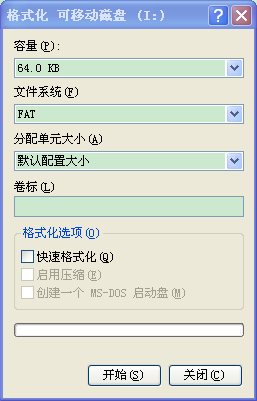 格式化 可移动磁盘 (I:)
容量(P):
64.0 KB
文件系统(F)
FAT
分配单元大小(A)
默认配置大小
卷标(L)
格式化选项(O)
快速格式化(Q)
启用压缩(E)
创建一个 MS-DOS 启动盘(M)
开始(S)
关闭(C)